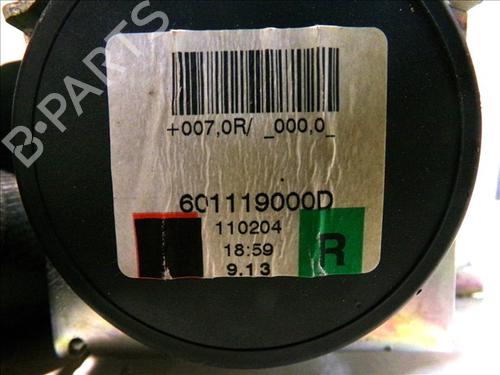 B-PARTS
+007,0R/ _000,0_
601119000D
110204
18:59
9.13
R